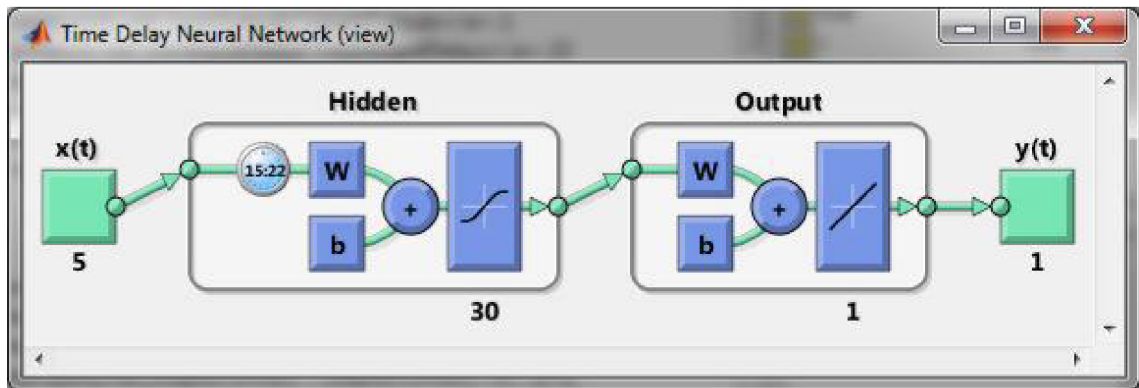 Time Delay Neural Network (view)
Hidden
Output
x(t)
15:22
W
b
+
5
30
W
b
+
1
y(t)
1